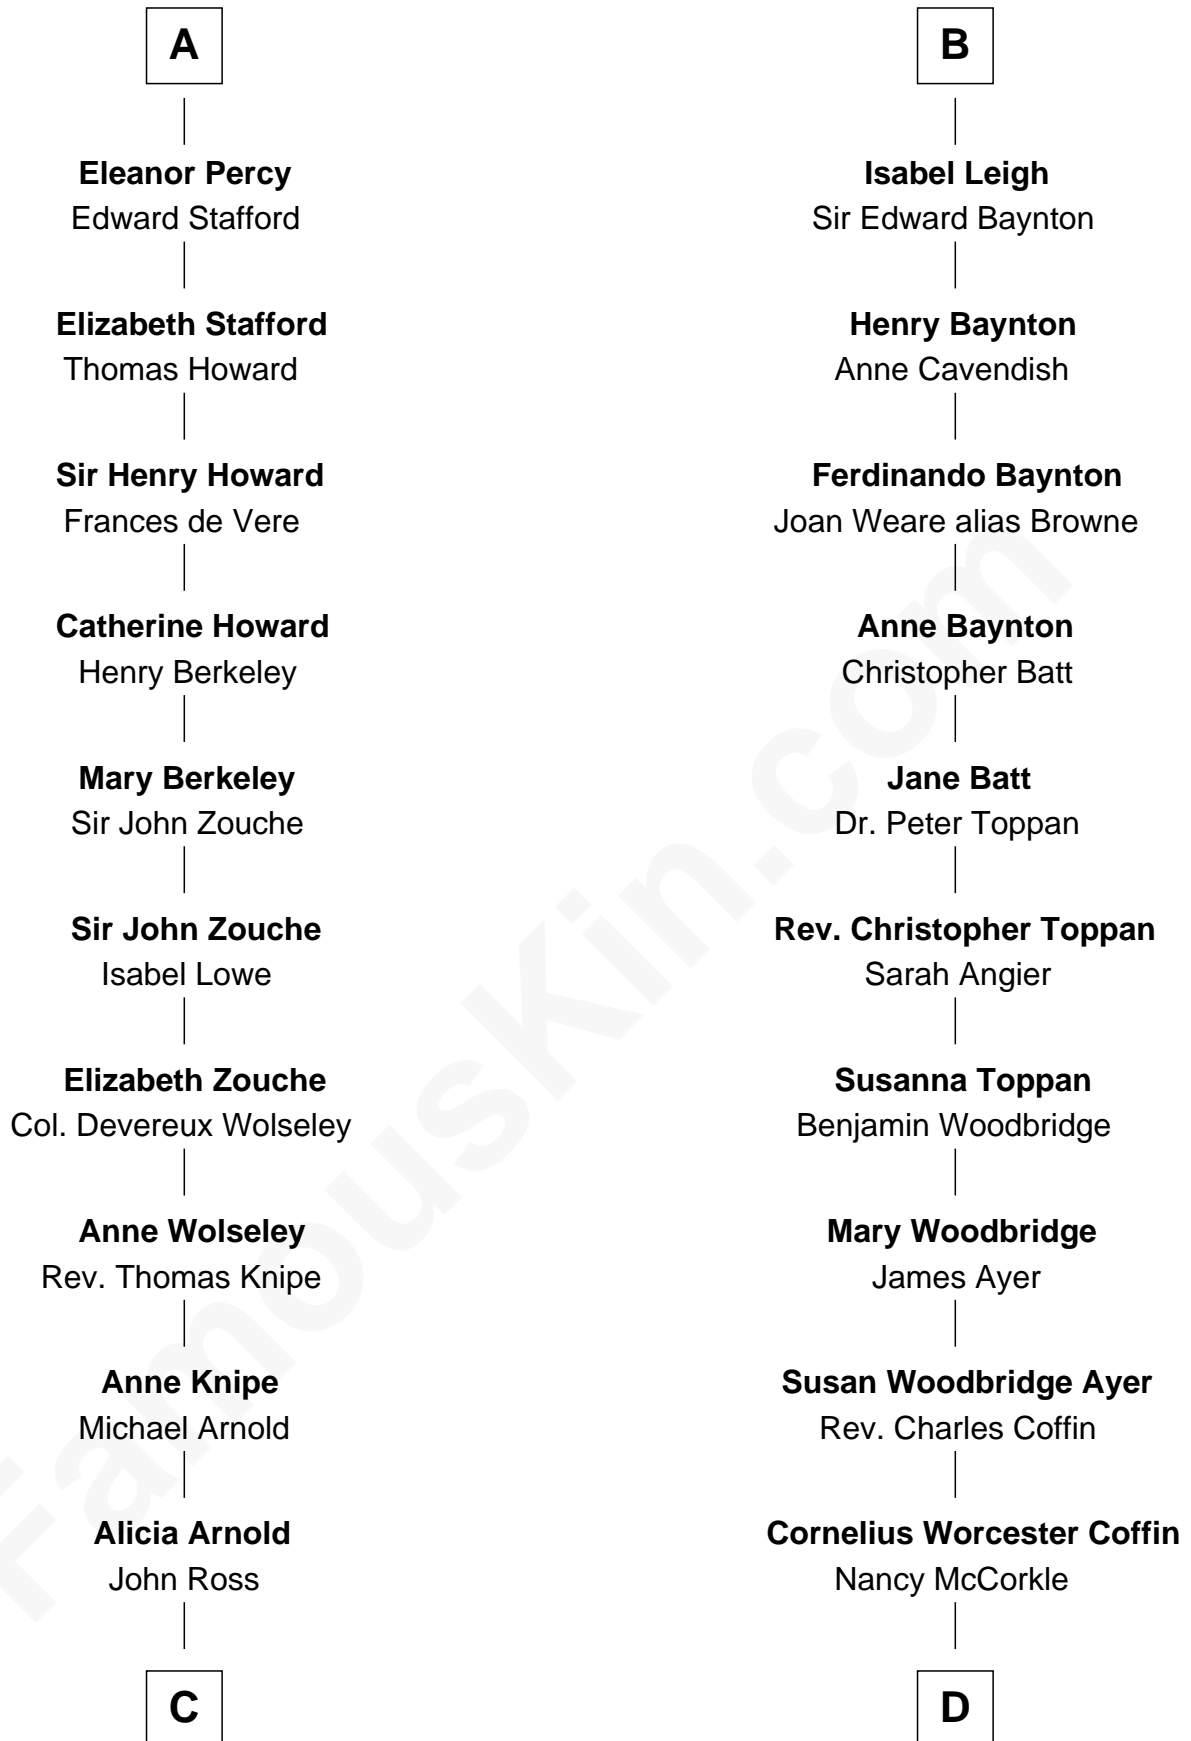 A
Eleanor Percy
Edward Stafford
Elizabeth Stafford
Thomas Howard
Sir Henry Howard
Frances de Vere
Catherine Howard
Henry Berkeley
Mary Berkeley
Sir John Zouche
Sir John Zouche
Isabel Lowe
Elizabeth Zouche
Col. Devereux Wolseley
Anne Wolseley
Rev. Thomas Knipe
Anne Knipe
Michael Arnold
Alicia Arnold
John Ross
C
B
Isabel Leigh
Sir Edward Baynton
Henry Baynton
Anne Cavendish
Ferdinando Baynton
Joan Weare alias Browne
Anne Baynton
Christopher Batt
Jane Batt
Dr. Peter Toppan
Rev. Christopher Toppan
Sarah Angier
Susanna Toppan
Benjamin Woodbridge
Mary Woodbridge
James Ayer
Susan Woodbridge Ayer
Rev. Charles Coffin
Cornelius Worcester Coffin
Nancy McCorkle
D
FamousKin.com